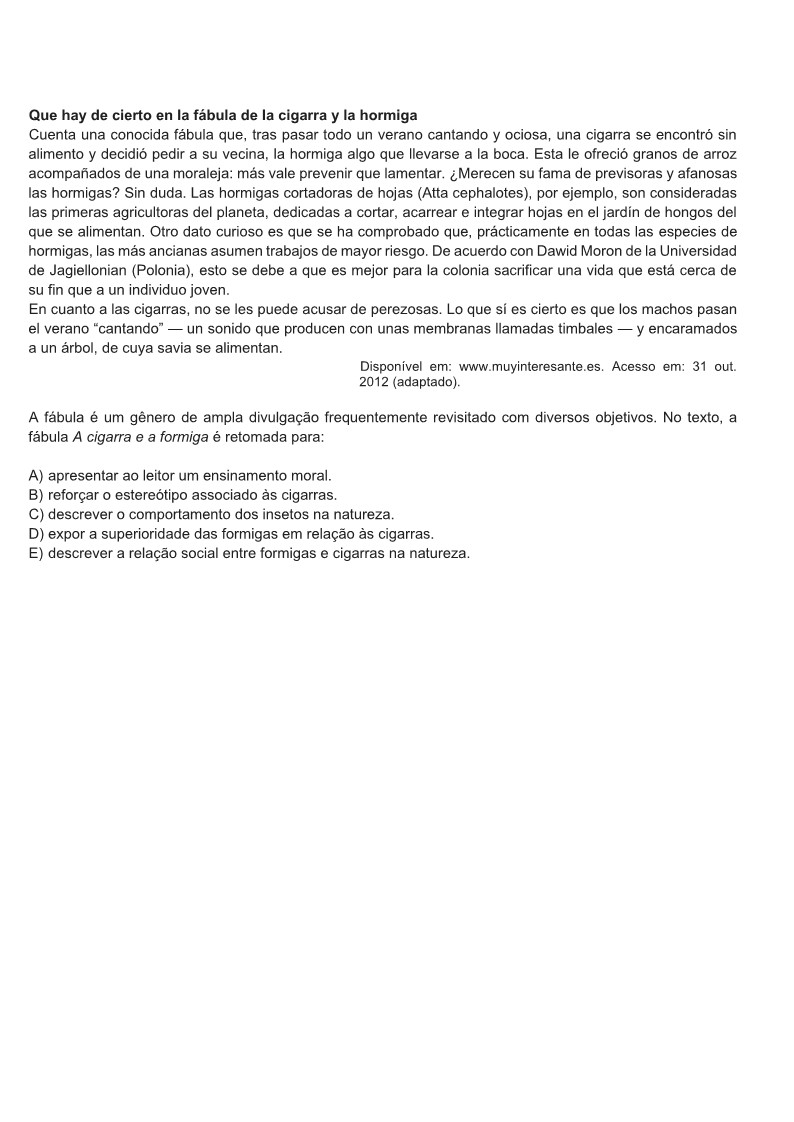 Que hay de cierto en la fábula de la cigarra y la hormiga
Cuenta una conocida fábula que, tras pasar todo un verano cantando y ociosa, una cigarra se encontró sin
alimento y decidió pedir a su vecina, la hormiga algo que llevarse a la boca. Esta le ofreció granos de arroz
acompañados de una moraleja: más vale prevenir que lamentar. ¿Merecen su fama de previsoras y afanosas
las hormigas? Sin duda. Las hormigas cortadoras de hojas (Atta cephalotes), por ejemplo, son consideradas
las primeras agricultoras del planeta, dedicadas a cortar, acarrear e integrar hojas en el jardín de hongos del
que se alimentan. Otro dato curioso es que se ha comprobado que, prácticamente en todas las especies de
hormigas, las más ancianas asumen trabajos de mayor riesgo. De acuerdo con Dawid Moron de la Universidad
de Jagiellonian (Polonia), esto se debe a que es mejor para la colonia sacrificar una vida que está cerca de
su fin que a un individuo joven.
En cuanto a las cigarras, no se les puede acusar de perezosas. Lo que sí es cierto es que los machos pasan
el verano “cantando” — un sonido que producen con unas membranas llamadas timbales — y encaramados
a un árbol, de cuya savia se alimentan.
Disponível em: www.muyinteresante.es. Acesso em: 31 out.
2012 (adaptado).
A fábula é um gênero de ampla divulgação frequentemente revisitado com diversos objetivos. No texto, a
fábula A cigarra e a formiga é retomada para:
A) apresentar ao leitor um ensinamento moral.
B) reforçar o estereótipo associado às cigarras.
C) descrever o comportamento dos insetos na natureza.
D) expor a superioridade das formigas em relação às cigarras.
E) descrever a relação social entre formigas e cigarras na natureza.